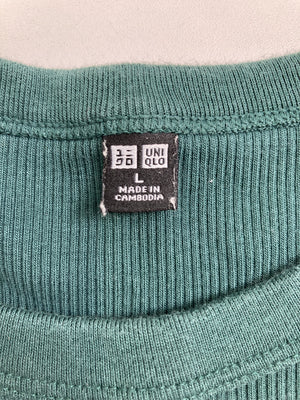 ユニ UNI
クロ QLO
L
MADE IN
CAMBODIA